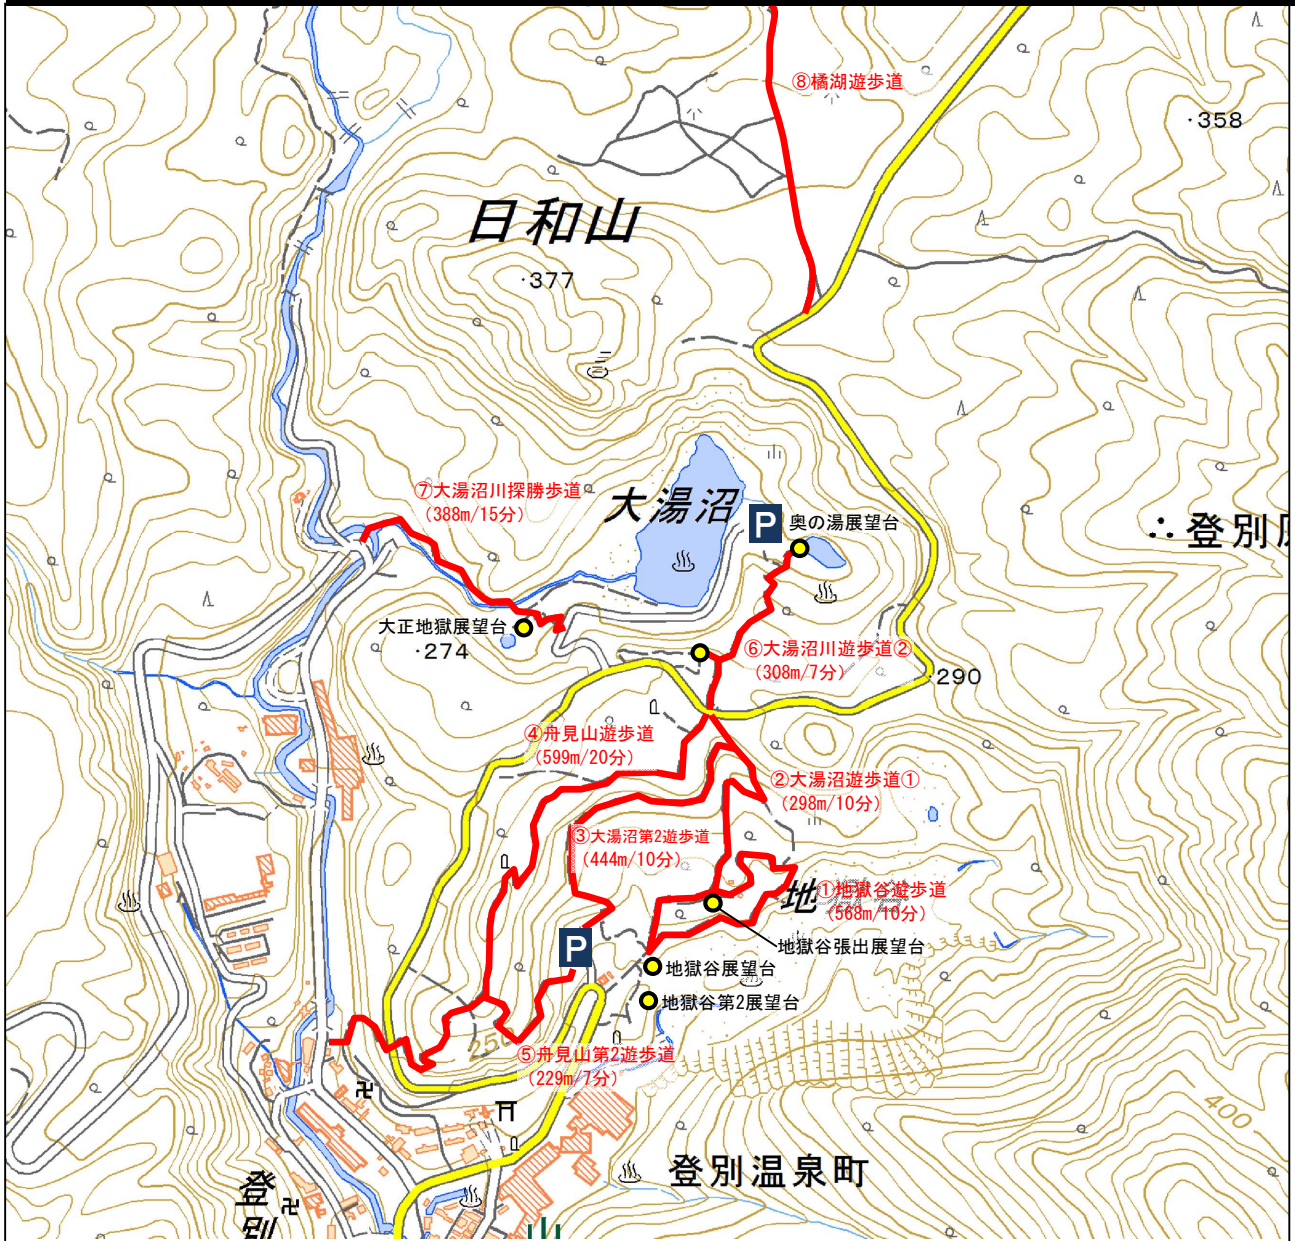 ⑧橘湖遊歩道
・358
日和山
・377
⑦大湯沼川探勝歩道
(388m/15分)
大湯沼
P
奥の湯展望台
∴登別原
大正地獄展望台
・274
⑥大湯沼川遊歩道②
(308m/7分)
・290
④舟見山遊歩道
(599m/20分)
②大湯沼遊歩道①
(298m/10分)
③大湯沼第2遊歩道
(444m/10分)
地
①地獄谷遊歩道
(568m/10分)
P
地獄谷張出展望台
地獄谷展望台
地獄谷第2展望台
250
⑤舟見山第2遊歩道
(229m/7分)
400
登別温泉町
登別